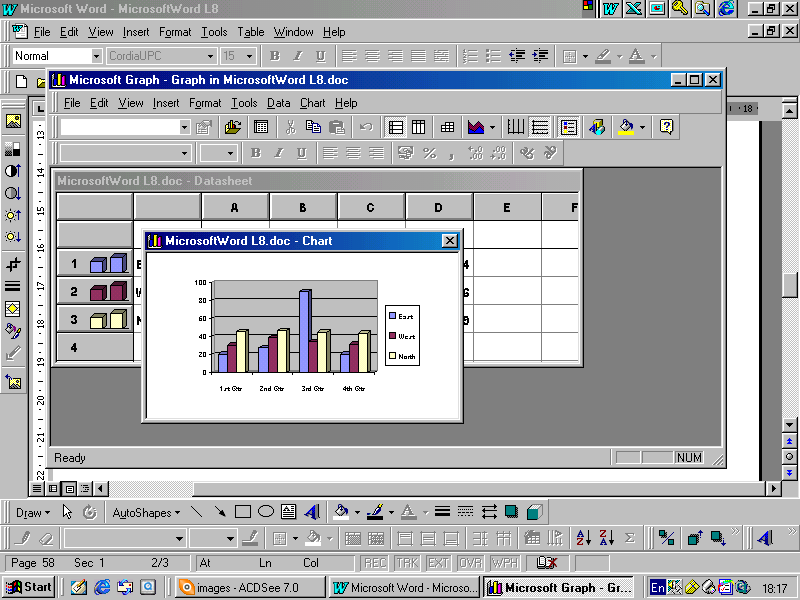 Microsoft Word - MicrosoftWord L8
File Edit View Insert Format Tools Table Window Help
Normal CordiaUPC 15 B I U
Microsoft Graph - Graph in MicrosoftWord L8.doc
File Edit View Insert Format Tools Data Chart Help
B I U % ,
MicrosoftWord L8.doc - Datasheet
A B C D E F
MicrosoftWord L8.doc - Chart
1
2
3
4
100
80
60
40
20
0
1st Qtr 2nd Qtr 3rd Qtr 4th Qtr
East
West
North
13
14
15
16
17
18
19
20
21
22
18
Ready NUM
Draw AutoShapes
Page 58 Sec 1 2/3 At Ln Col REC TRK EXT OVR WPH
Start images - ACDSee 7.0 Microsoft Word - Microso... Microsoft Graph - Gr... En 18:17